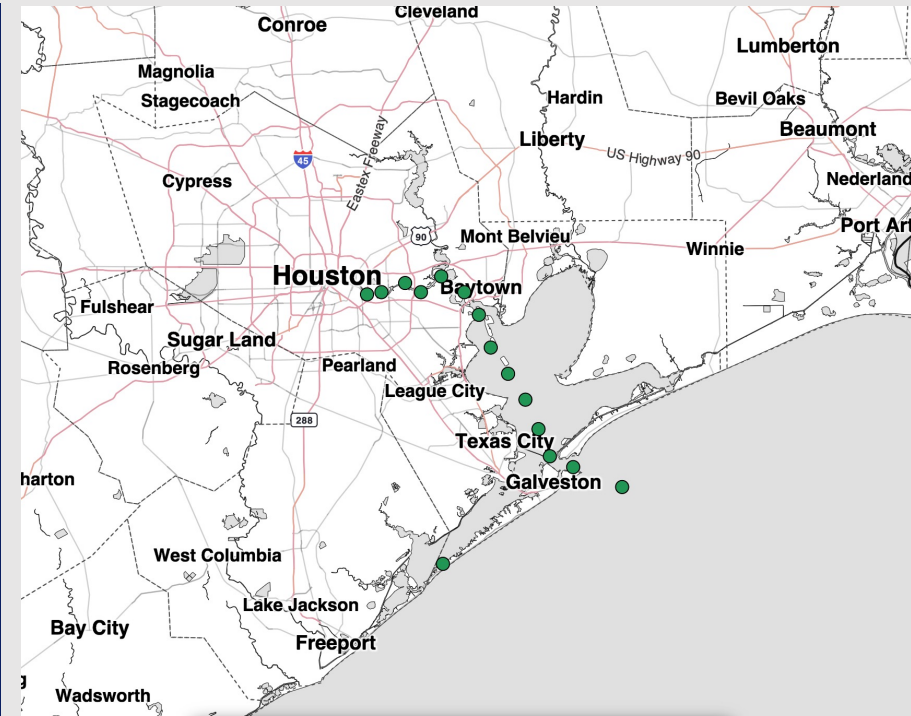 Cleveland
Conroe
Lumberton
Magnolia
Stagecoach
Hardin
Bevil Oaks
Beaumont
Liberty
US Highway 90
Eastex Freeway
45
Cypress
Nederland
Port Art
90
Mont Belvieu
Winnie
Houston
Baytown
Fulshear
Sugar Land
Rosenberg
Pearland
League City
288
Texas City
Galveston
harton
West Columbia
Lake Jackson
Bay City
Freeport
g
Wadsworth